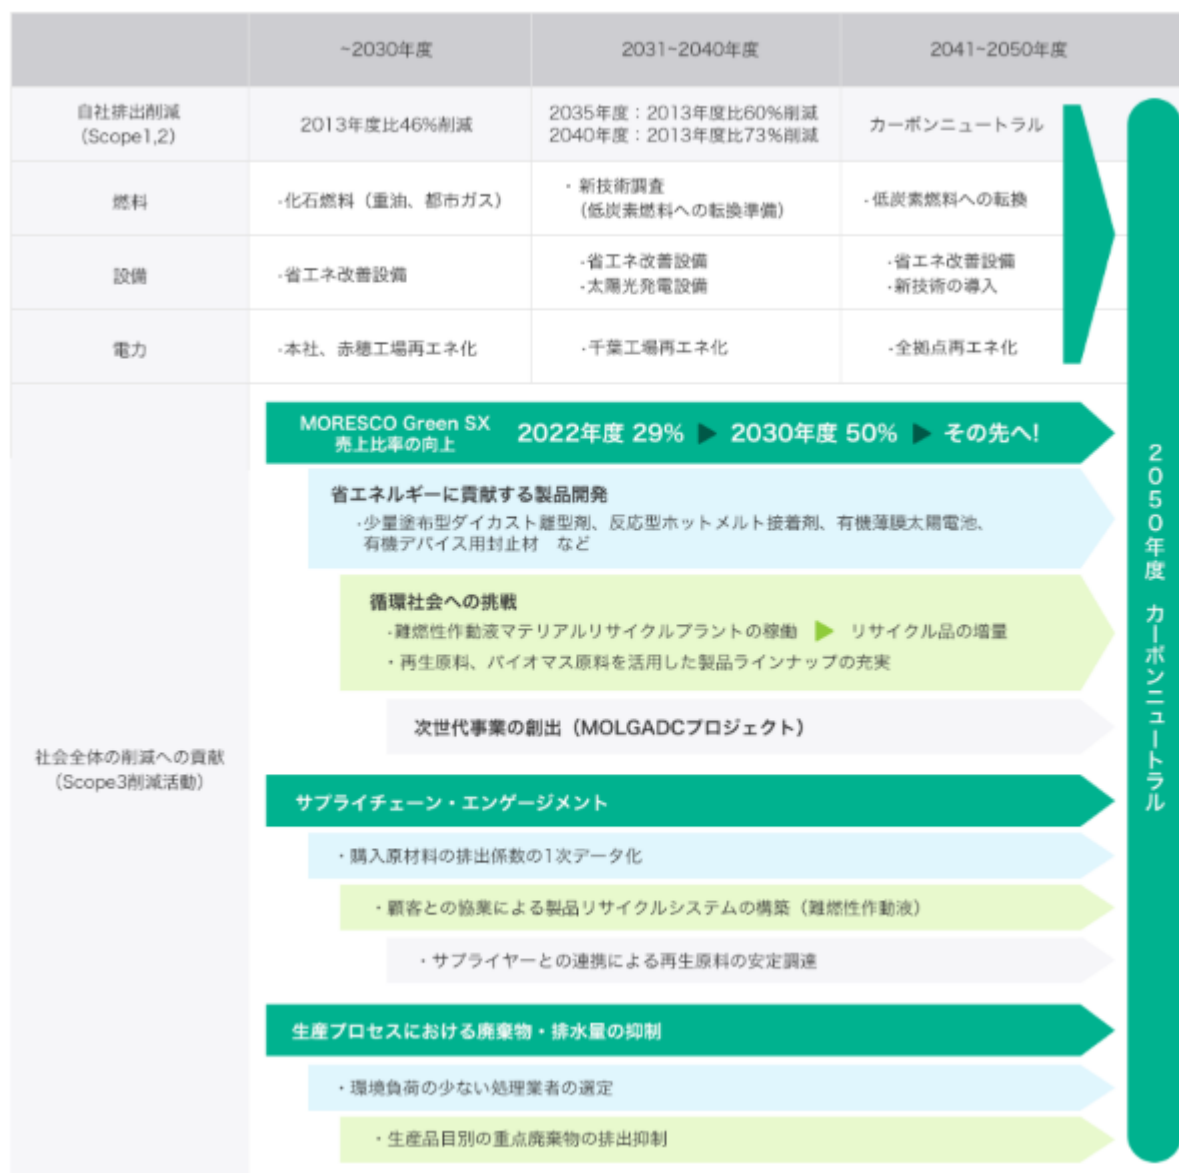 ~2030年度
2031~2040年度
2041~2050年度
自社排出削減
（Scope1,2）
2013年度比46%削減
2035年度：2013年度比60%削減
2040年度：2013年度比73%削減
カーボンニュートラル
燃料
・化石燃料（重油、都市ガス）
・ 新技術調査
（低炭素燃料への転換準備）
・低炭素燃料への転換
設備
・省エネ改善設備
・省エネ改善設備
・太陽光発電設備
・省エネ改善設備
・新技術の導入
電力
・本社、赤穂工場再エネ化
・千葉工場再エネ化
・全拠点再エネ化
社会全体の削減への貢献
（Scope3削減活動）
MORESCO Green SX
売上比率の向上
2022年度 29% ▶ 2030年度 50% ▶ その先へ!
省エネルギーに貢献する製品開発
・少量塗布型ダイカスト離型剤、反応型ホットメルト接着剤、有機薄膜太陽電池、
有機デバイス用封止材　など
循環社会への挑戦
・難燃性作動液マテリアルリサイクルプラントの稼働 ▶ リサイクル品の増量
・再生原料、バイオマス原料を活用した製品ラインナップの充実
次世代事業の創出（MOLGADCプロジェクト）
サプライチェーン・エンゲージメント
・購入原材料の排出係数の1次データ化
・顧客との協業による製品リサイクルシステムの構築（難燃性作動液）
・サプライヤーとの連携による再生原料の安定調達
生産プロセスにおける廃棄物・排水量の抑制
・環境負荷の少ない処理業者の選定
・生産品目別の重点廃棄物の排出抑制
2050年度 カーボンニュートラル